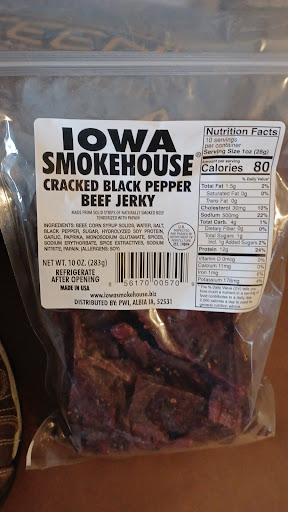 IOWA
SMOKEHOUSE®
CRACKED BLACK PEPPER
BEEF JERKY
MADE FROM SOLID STRIPS OF NATURALLY SMOKED BEEF
TENDERIZED WITH PAPAIN
INGREDIENTS: BEEF, CORN SYRUP SOLIDS, WATER, SALT,
BLACK PEPPER, SUGAR, HYDROLYZED SOY PROTEIN,
GARLIC, PAPRIKA, MONOSODIUM GLUTAMATE, SPICES,
SODIUM ERYTHORBATE, SPICE EXTRACTIVES, SODIUM
NITRITE, PAPAIN. (ALLERGENS: SOY)
NET WT. 10 OZ. (283g)
REFRIGERATE
AFTER OPENING
MADE IN USA
56170 00570
www.iowasmokehouse.biz
DISTRIBUTED BY: PWI, ALBIA IA, 52531
Nutrition Facts
10 servings
per container
Serving Size 1oz (28g)
Amount per serving
Calories 80
% Daily Value*
Total Fat 1.5g 2%
Saturated Fat 0g 0%
Trans Fat 0g
Cholesterol 30mg 10%
Sodium 500mg 22%
Total Carb. 4g 1%
Dietary Fiber 0g 0%
Total Sugars
Incl. Added Sugars 2%
Protein 12g 24%
Vitamin D 0mcg 0%
Calcium 11mg 0%
Iron 1mg
Potassium 176mg